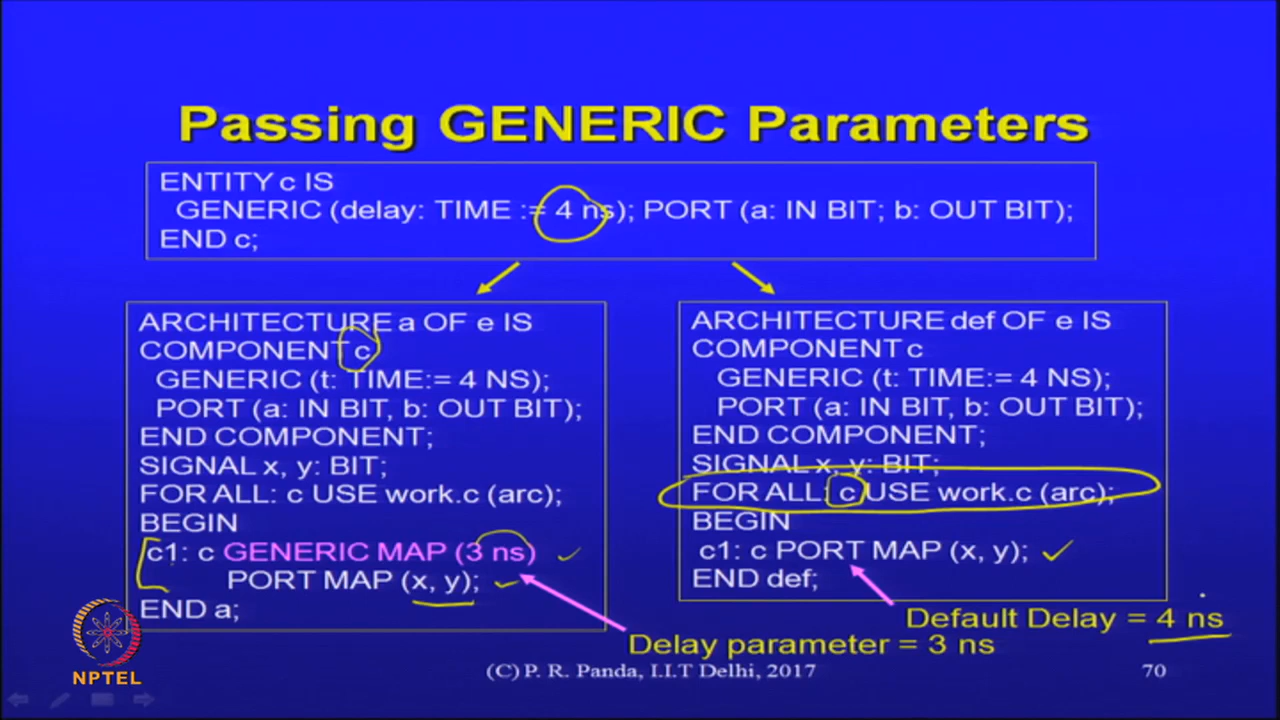 Passing GENERIC Parameters
ENTITY c IS
GENERIC (delay: TIME := 4 ns); PORT (a: IN BIT; b: OUT BIT);
END c;
ARCHITECTURE a OF e IS
COMPONENT c
GENERIC (t: TIME:= 4 NS);
PORT (a: IN BIT, b: OUT BIT);
END COMPONENT;
SIGNAL x, y: BIT;
FOR ALL: c USE work.c (arc);
BEGIN
c1: c GENERIC MAP (3 ns)
PORT MAP (x, y);
END a;
ARCHITECTURE def OF e IS
COMPONENT c
GENERIC (t: TIME:= 4 NS);
PORT (a: IN BIT, b: OUT BIT);
END COMPONENT;
SIGNAL x, y: BIT;
FOR ALL: c USE work.c (arc);
BEGIN
c1: c PORT MAP (x, y);
END def;
Default Delay = 4 ns
Delay parameter = 3 ns
NPTEL
(C) P. R. Panda, I.I.T Delhi, 2017
70